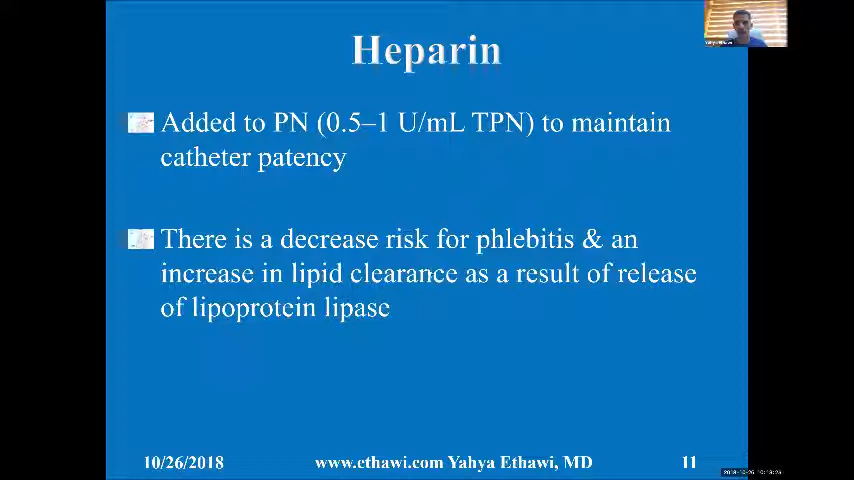 Heparin
Added to PN (0.5–1 U/mL TPN) to maintain
catheter patency
There is a decrease risk for phlebitis & an
increase in lipid clearance as a result of release
of lipoprotein lipase
10/26/2018
www.ethawi.com Yahya Ethawi, MD
11